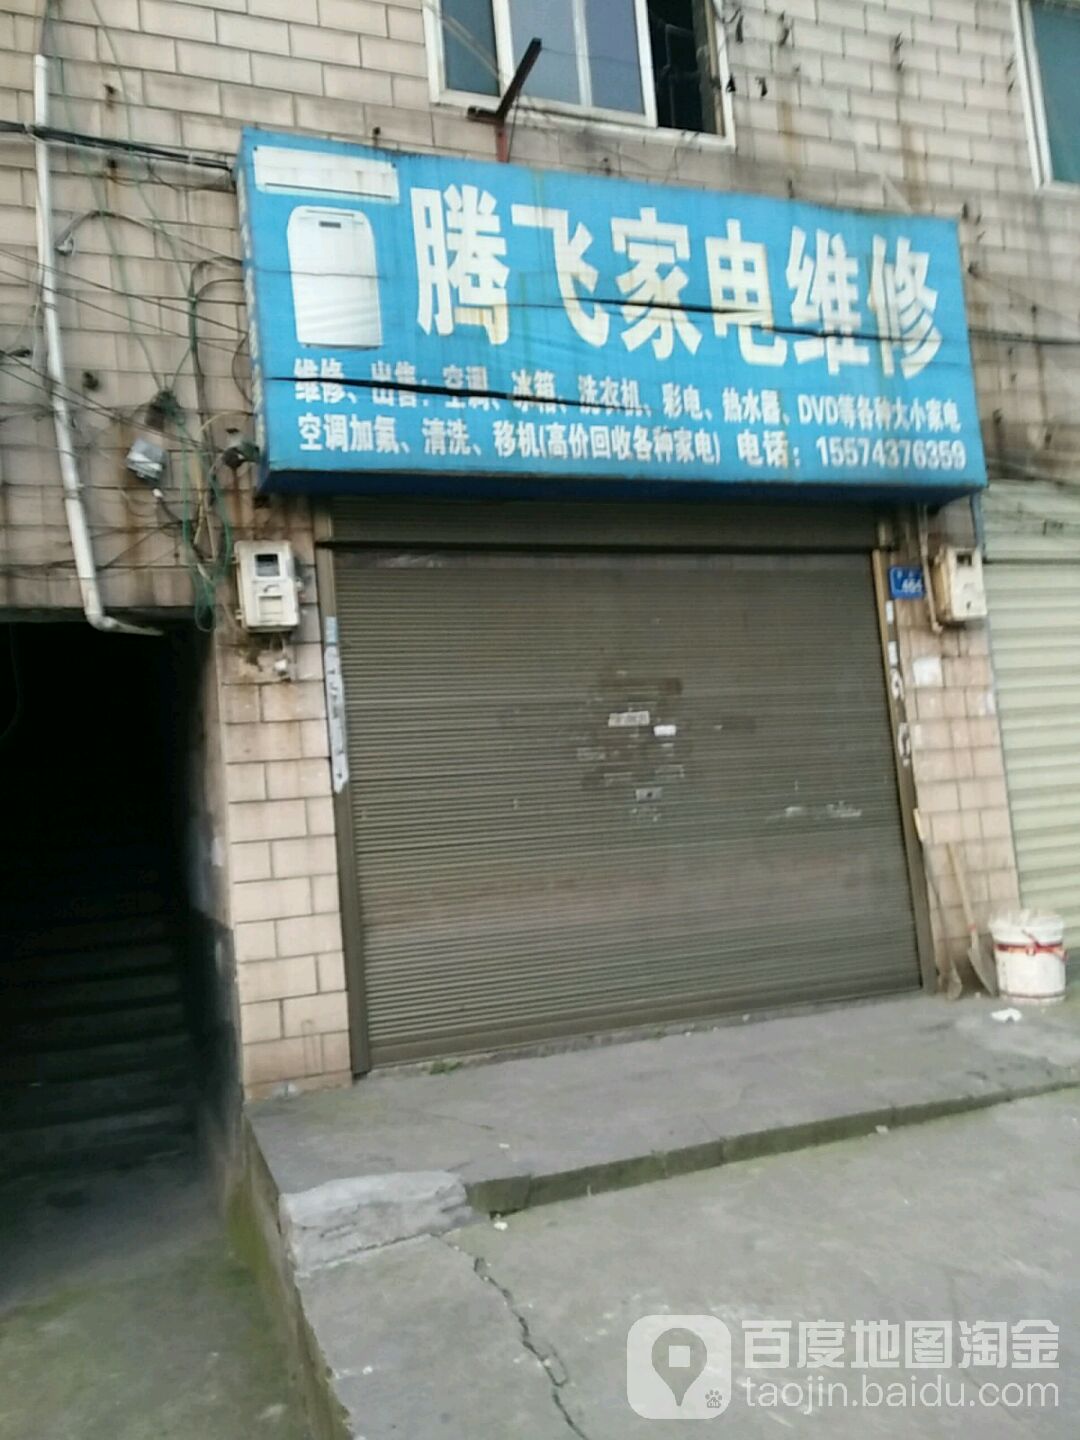 腾飞家电维修
维修、出售：空调、冰箱、洗衣机、彩电、热水器、DVD等各种大小家电
空调加氟、清洗、移机(高价回收各种家电) 电话：15574376359
百度地图淘金
taojin.baidu.com